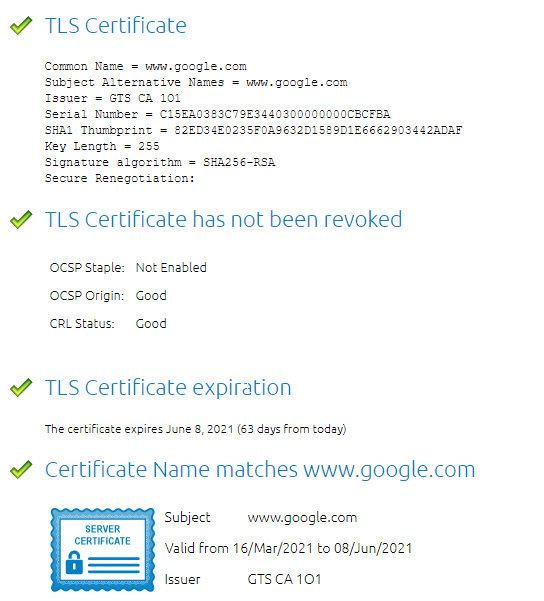 TLS Certificate
Common Name = www.google.com
Subject Alternative Names = www.google.com
Issuer = GTS CA 1O1
Serial Number = C15EA0383C79E3440300000000CBCFBA
SHA1 Thumbprint = 82ED34E0235F0A9632D1589D1E6662903442ADAF
Key Length = 255
Signature algorithm = SHA256-RSA
Secure Renegotiation:
TLS Certificate has not been revoked
OCSP Staple: Not Enabled
OCSP Origin: Good
CRL Status: Good
TLS Certificate expiration
The certificate expires June 8, 2021 (63 days from today)
Certificate Name matches www.google.com
SERVER
CERTIFICATE
Subject www.google.com
Valid from 16/Mar/2021 to 08/Jun/2021
Issuer GTS CA 1O1